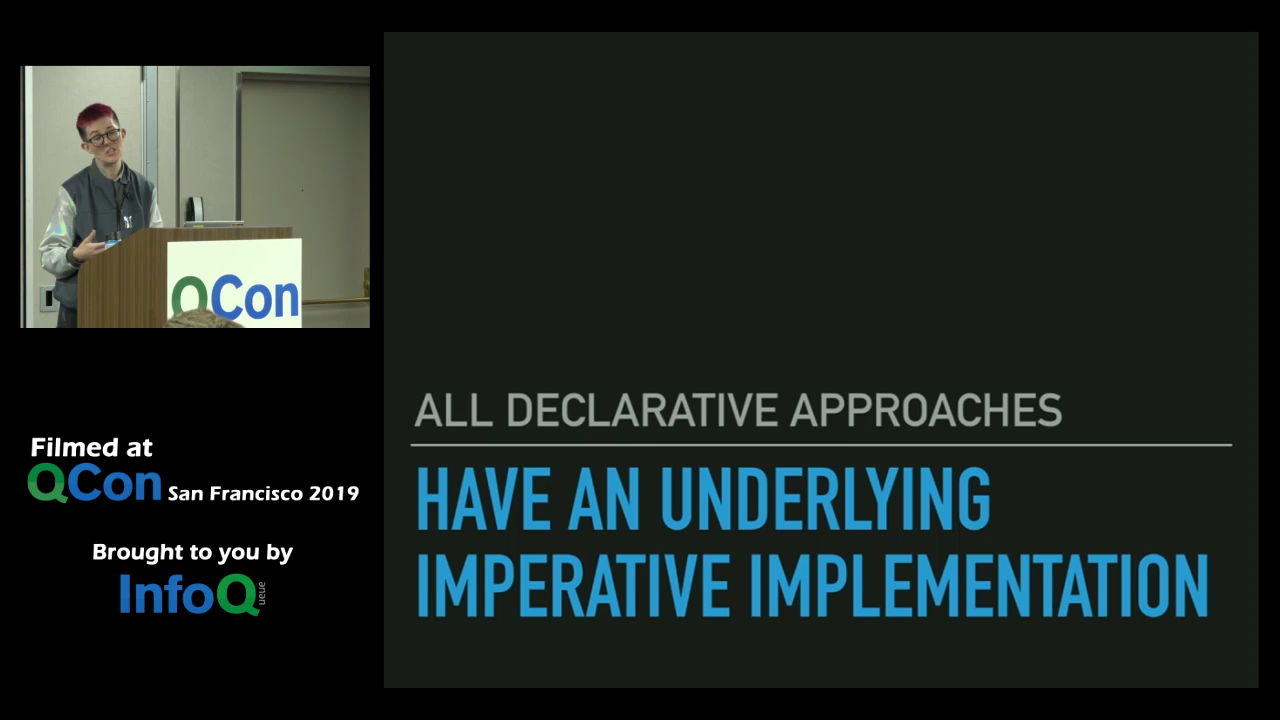 QCon
ALL DECLARATIVE APPROACHES
HAVE AN UNDERLYING
IMPERATIVE IMPLEMENTATION
Filmed at
QCon San Francisco 2019
Brought to you by
InfoQ
ueue